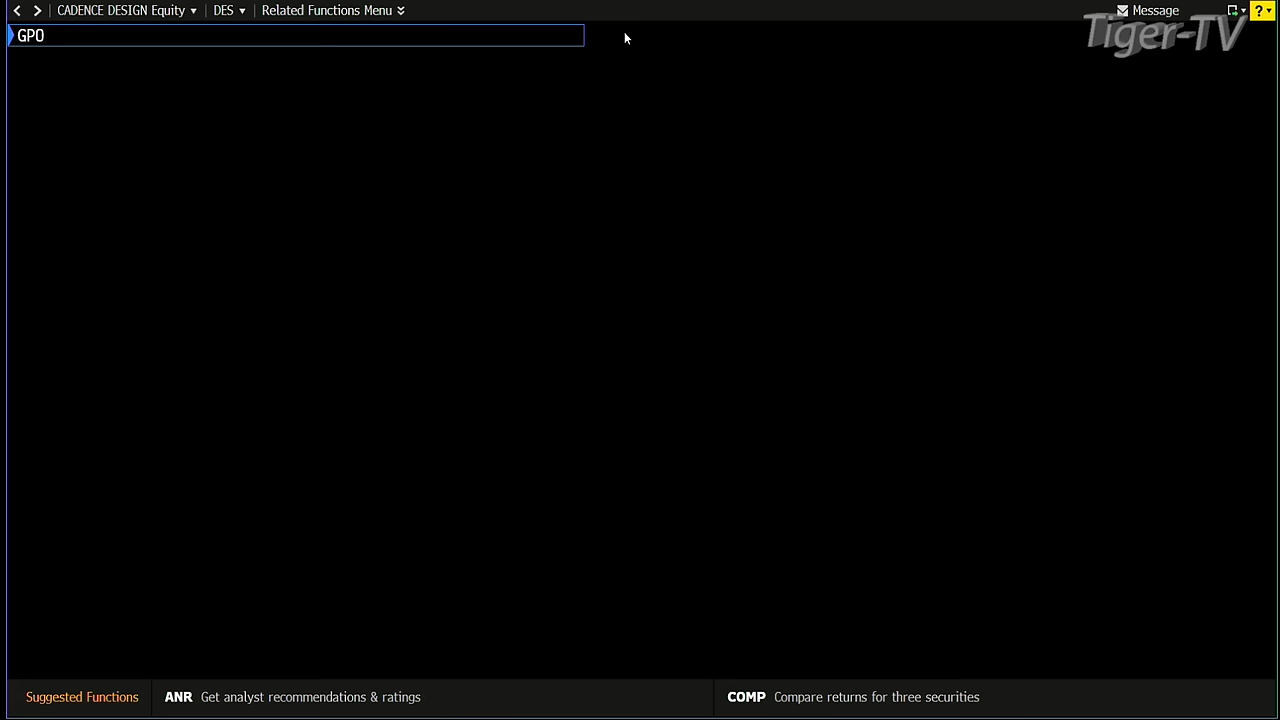 CADENCE DESIGN Equity DES Related Functions Menu Message ?
Tiger-TV
GPO
Suggested Functions ANR Get analyst recommendations & ratings COMP Compare returns for three securities